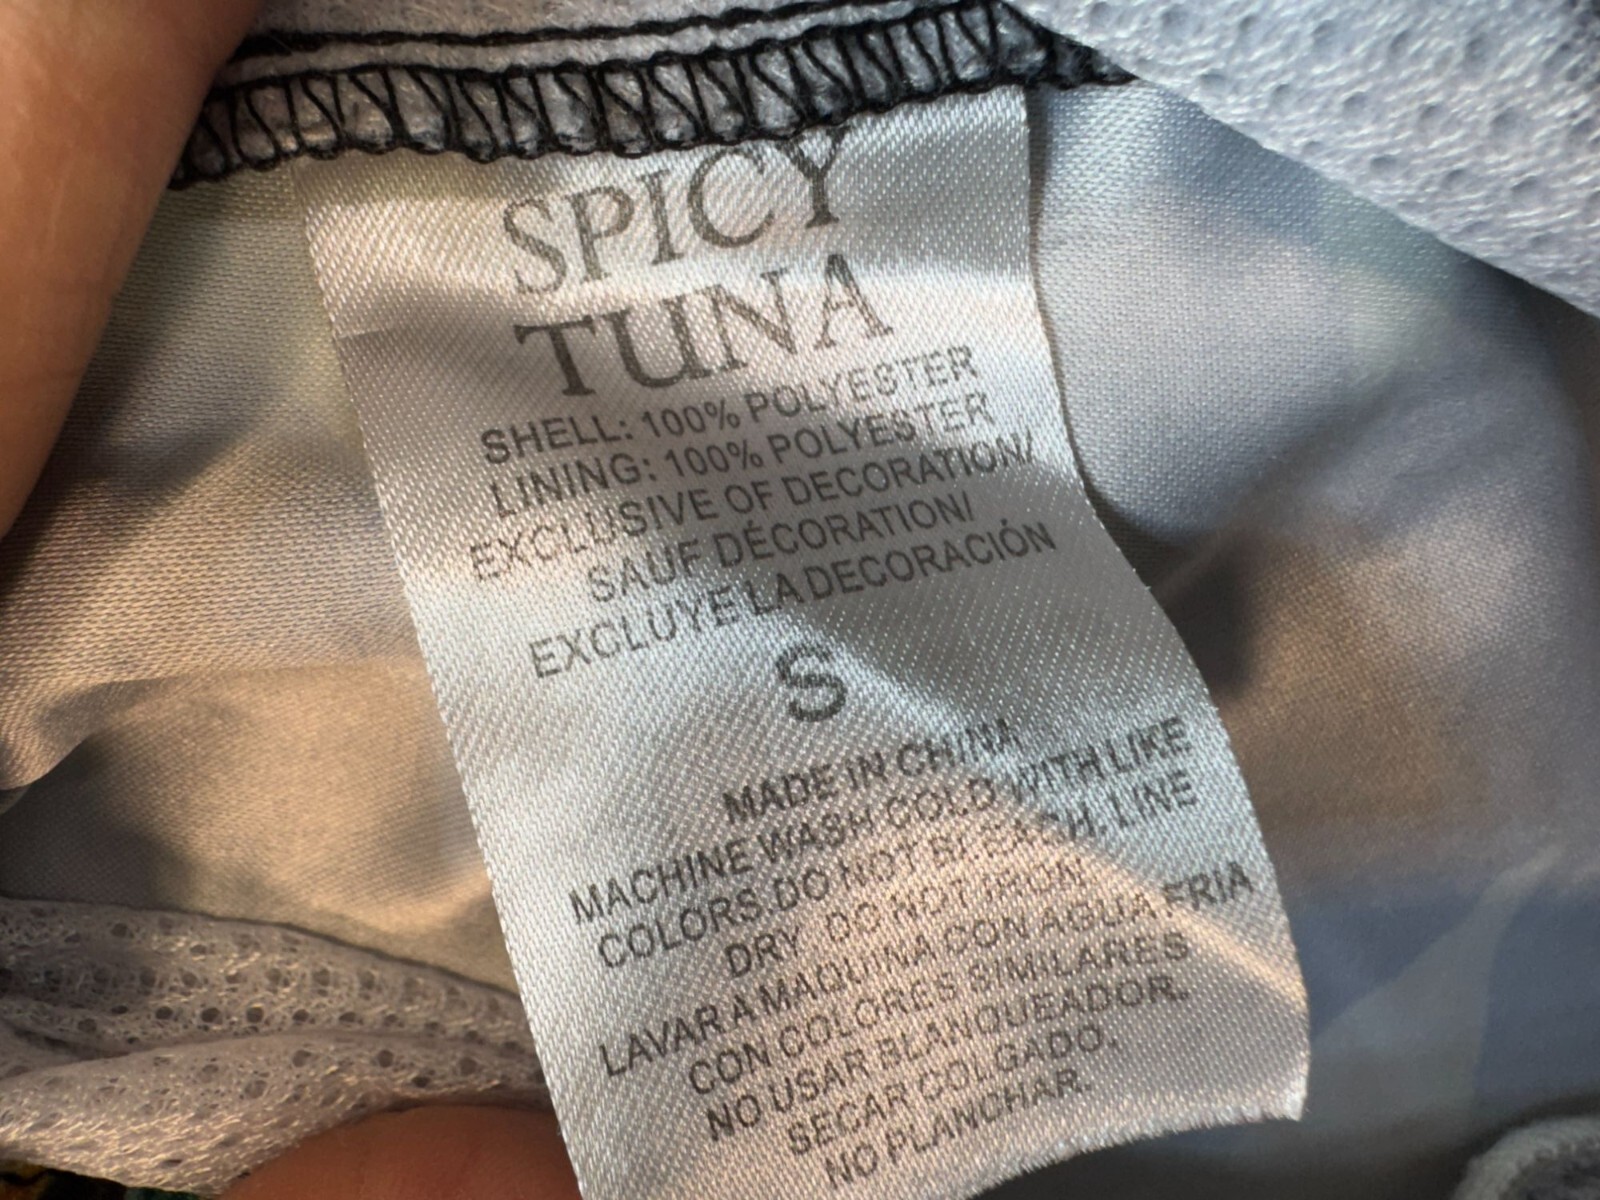 SPICY
TUNA
SHELL: 100% POLYESTER
LINING: 100% POLYESTER
EXCLUSIVE OF DECORATION/
SAUF DÉCORATION/
EXCLUYE LA DECORACIÓN
S
MADE IN CHINA
MACHINE WASH COLD WITH LIKE
COLORS. DO NOT BLEACH. LINE
DRY. DO NOT IRON.
LAVAR A MAQUINA CON AGUA FRIA
CON COLORES SIMILARES
NO USAR BLANQUEADOR.
SECAR COLGADO.
NO PLANCHAR.